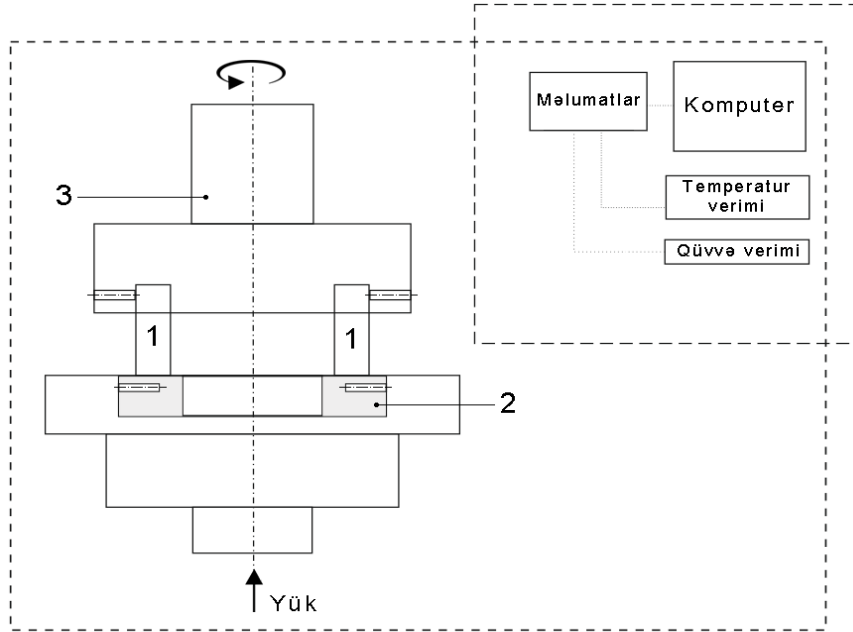 Məlumatlar
Komputer
3
Temperatur
verimi
Qüvvə verimi
1 1
2
Yük